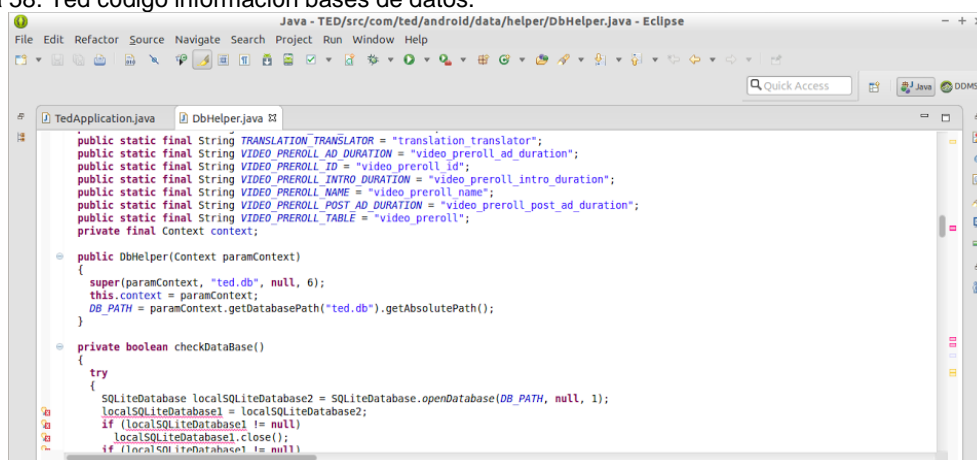 38: Ted código información bases de datos.
Java - TED/src/com/ted/android/data/helper/DbHelper.java - Eclipse
File Edit Refactor Source Navigate Search Project Run Window Help
Quick Access
Java
DDMS
TedApplication.java
DbHelper.java
public static final String TRANSLATION_TRANSLATOR = "translation_translator";
public static final String VIDEO_PREROLL_AD_DURATION = "video_preroll_ad_duration";
public static final String VIDEO_PREROLL_ID = "video_preroll_id";
public static final String VIDEO_PREROLL_INTRO_DURATION = "video_preroll_intro_duration";
public static final String VIDEO_PREROLL_NAME = "video_preroll_name";
public static final String VIDEO_PREROLL_POST_AD_DURATION = "video_preroll_post_ad_duration";
public static final String VIDEO_PREROLL_TABLE = "video_preroll";
private final Context context;
public DbHelper(Context paramContext)
{
super(paramContext, "ted.db", null, 6);
this.context = paramContext;
DB_PATH = paramContext.getDatabasePath("ted.db").getAbsolutePath();
}
private boolean checkDataBase()
{
try
{
SQLiteDatabase localSQLiteDatabase2 = SQLiteDatabase.openDatabase(DB_PATH, null, 1);
localSQLiteDatabase1 = localSQLiteDatabase2;
if (localSQLiteDatabase1 != null)
localSQLiteDatabase1.close();
if (localSQLiteDatabase1 != null)